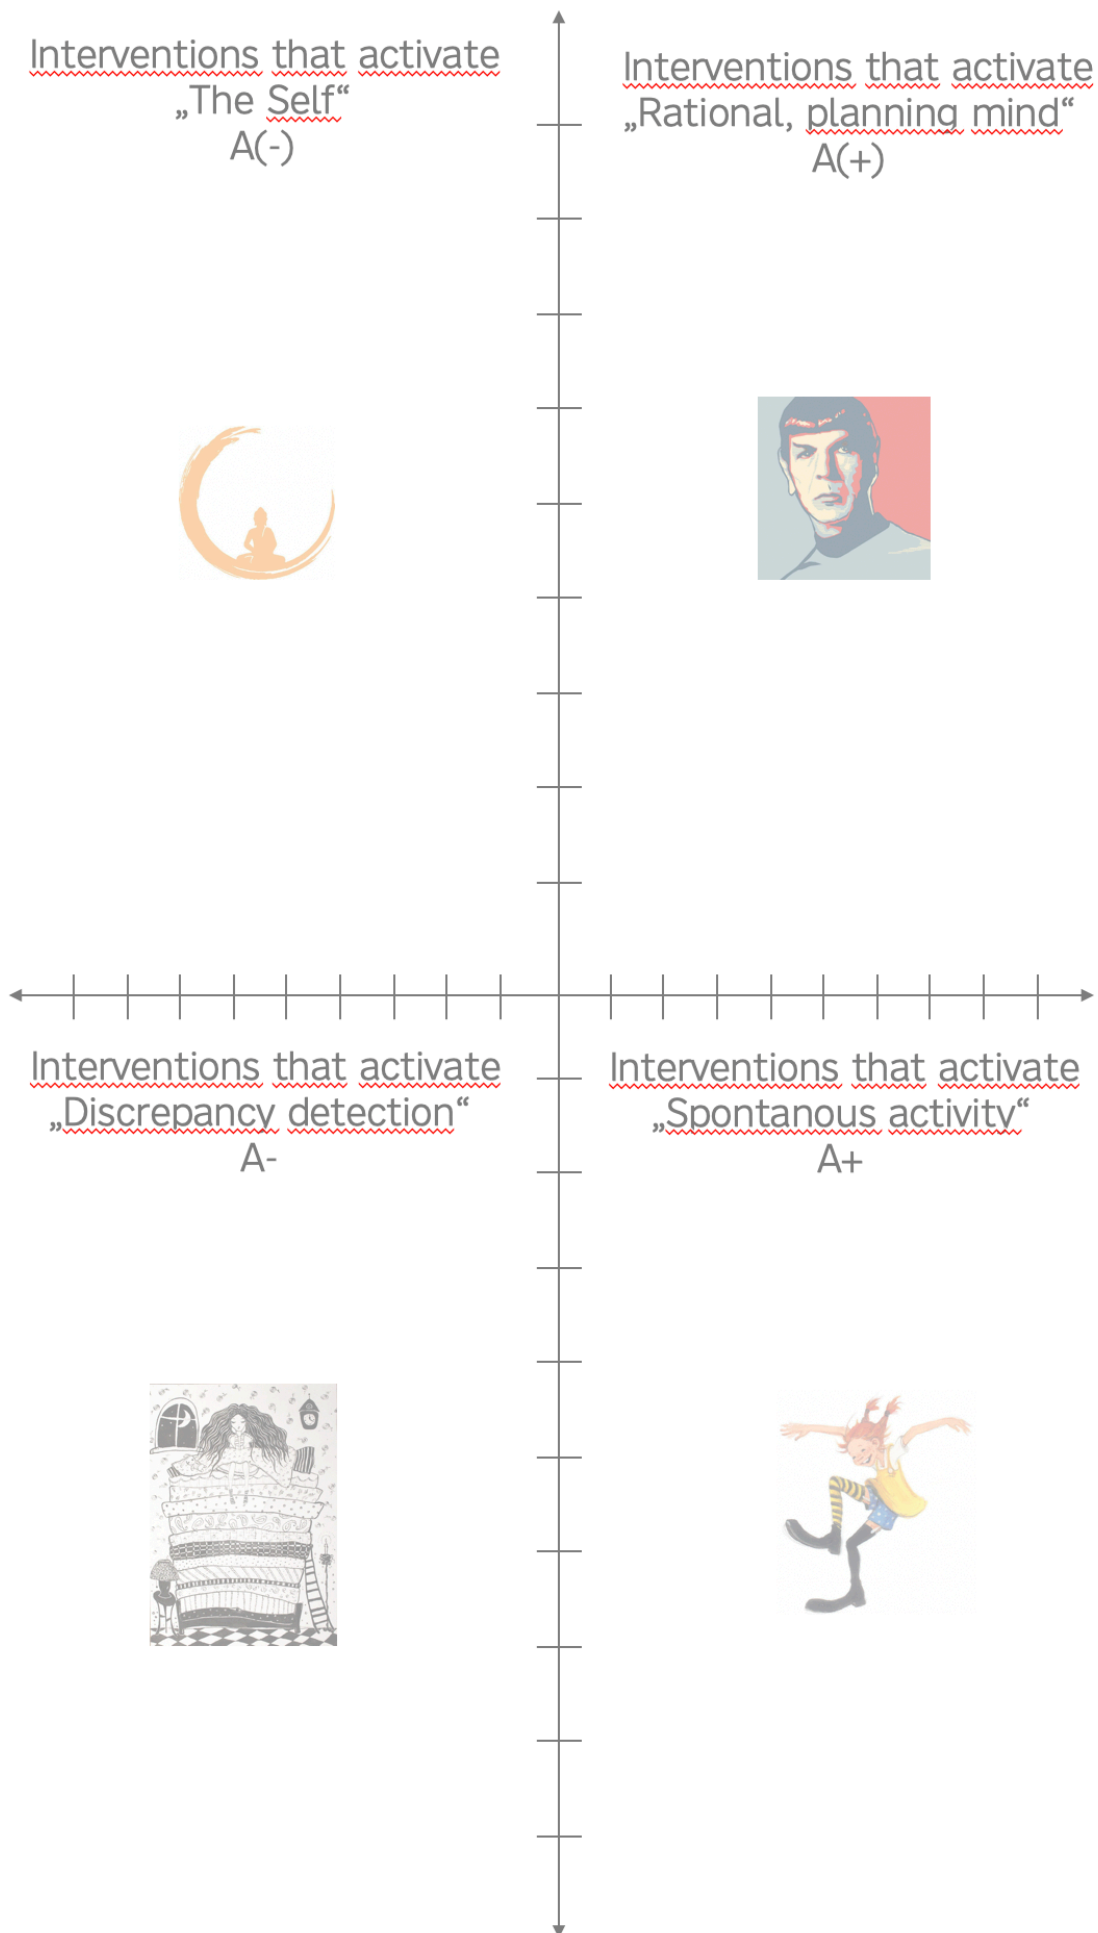 Interventions that activate
„The Self“
A(-)
Interventions that activate
„Rational, planning mind“
A(+)
Interventions that activate
„Discrepancy detection“
A-
Interventions that activate
„Spontanous activity“
A+